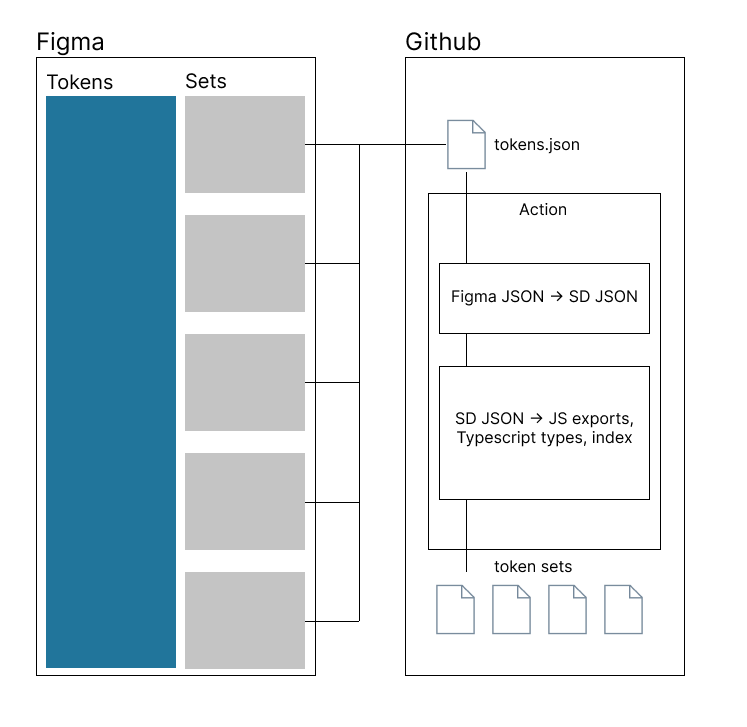 Figma
Github
Tokens
Sets
tokens.json
Action
Figma JSON → SD JSON
SD JSON → JS exports,
Typescript types, index
token sets